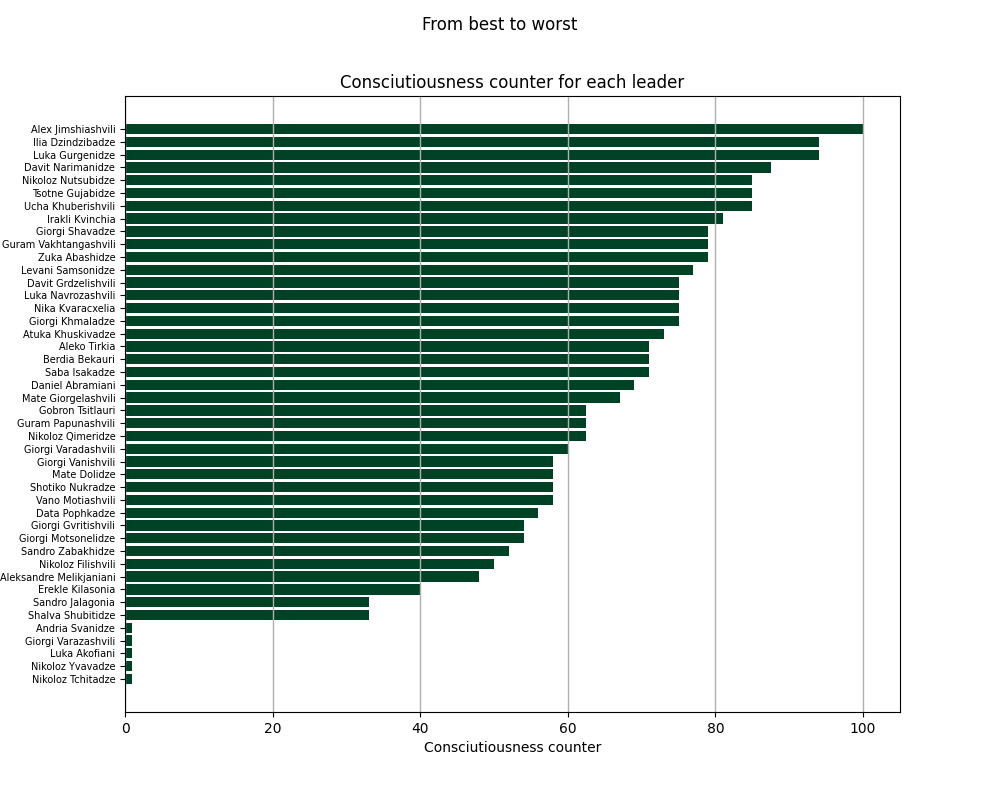 From best to worst
Consciutiousness counter for each leader
Alex Jimshiashvili
Ilia Dzindzibadze
Luka Gurgenidze
Davit Narimanidze
Nikoloz Nutsubidze
Tsotne Gujabidze
Ucha Khuberishvili
Irakli Kvinchia
Giorgi Shavadze
Guram Vakhtangashvili
Zuka Abashidze
Levani Samsonidze
Davit Grdzelishvili
Luka Navrozashvili
Nika Kvaracxelia
Giorgi Khmaladze
Atuka Khuskivadze
Aleko Tirkia
Berdia Bekauri
Saba Isakadze
Daniel Abramiani
Mate Giorgelashvili
Gobron Tsitlauri
Guram Papunashvili
Nikoloz Qimeridze
Giorgi Varadashvili
Giorgi Vanishvili
Mate Dolidze
Shotiko Nukradze
Vano Motiashvili
Data Pophkadze
Giorgi Gvritishvili
Giorgi Motsonelidze
Sandro Zabakhidze
Nikoloz Filishvili
Aleksandre Melikjaniani
Erekle Kilasonia
Sandro Jalagonia
Shalva Shubitidze
Andria Svanidze
Giorgi Varazashvili
Luka Akofiani
Nikoloz Yvavadze
Nikoloz Tchitadze
0 20 40 60 80 100
Consciutiousness counter